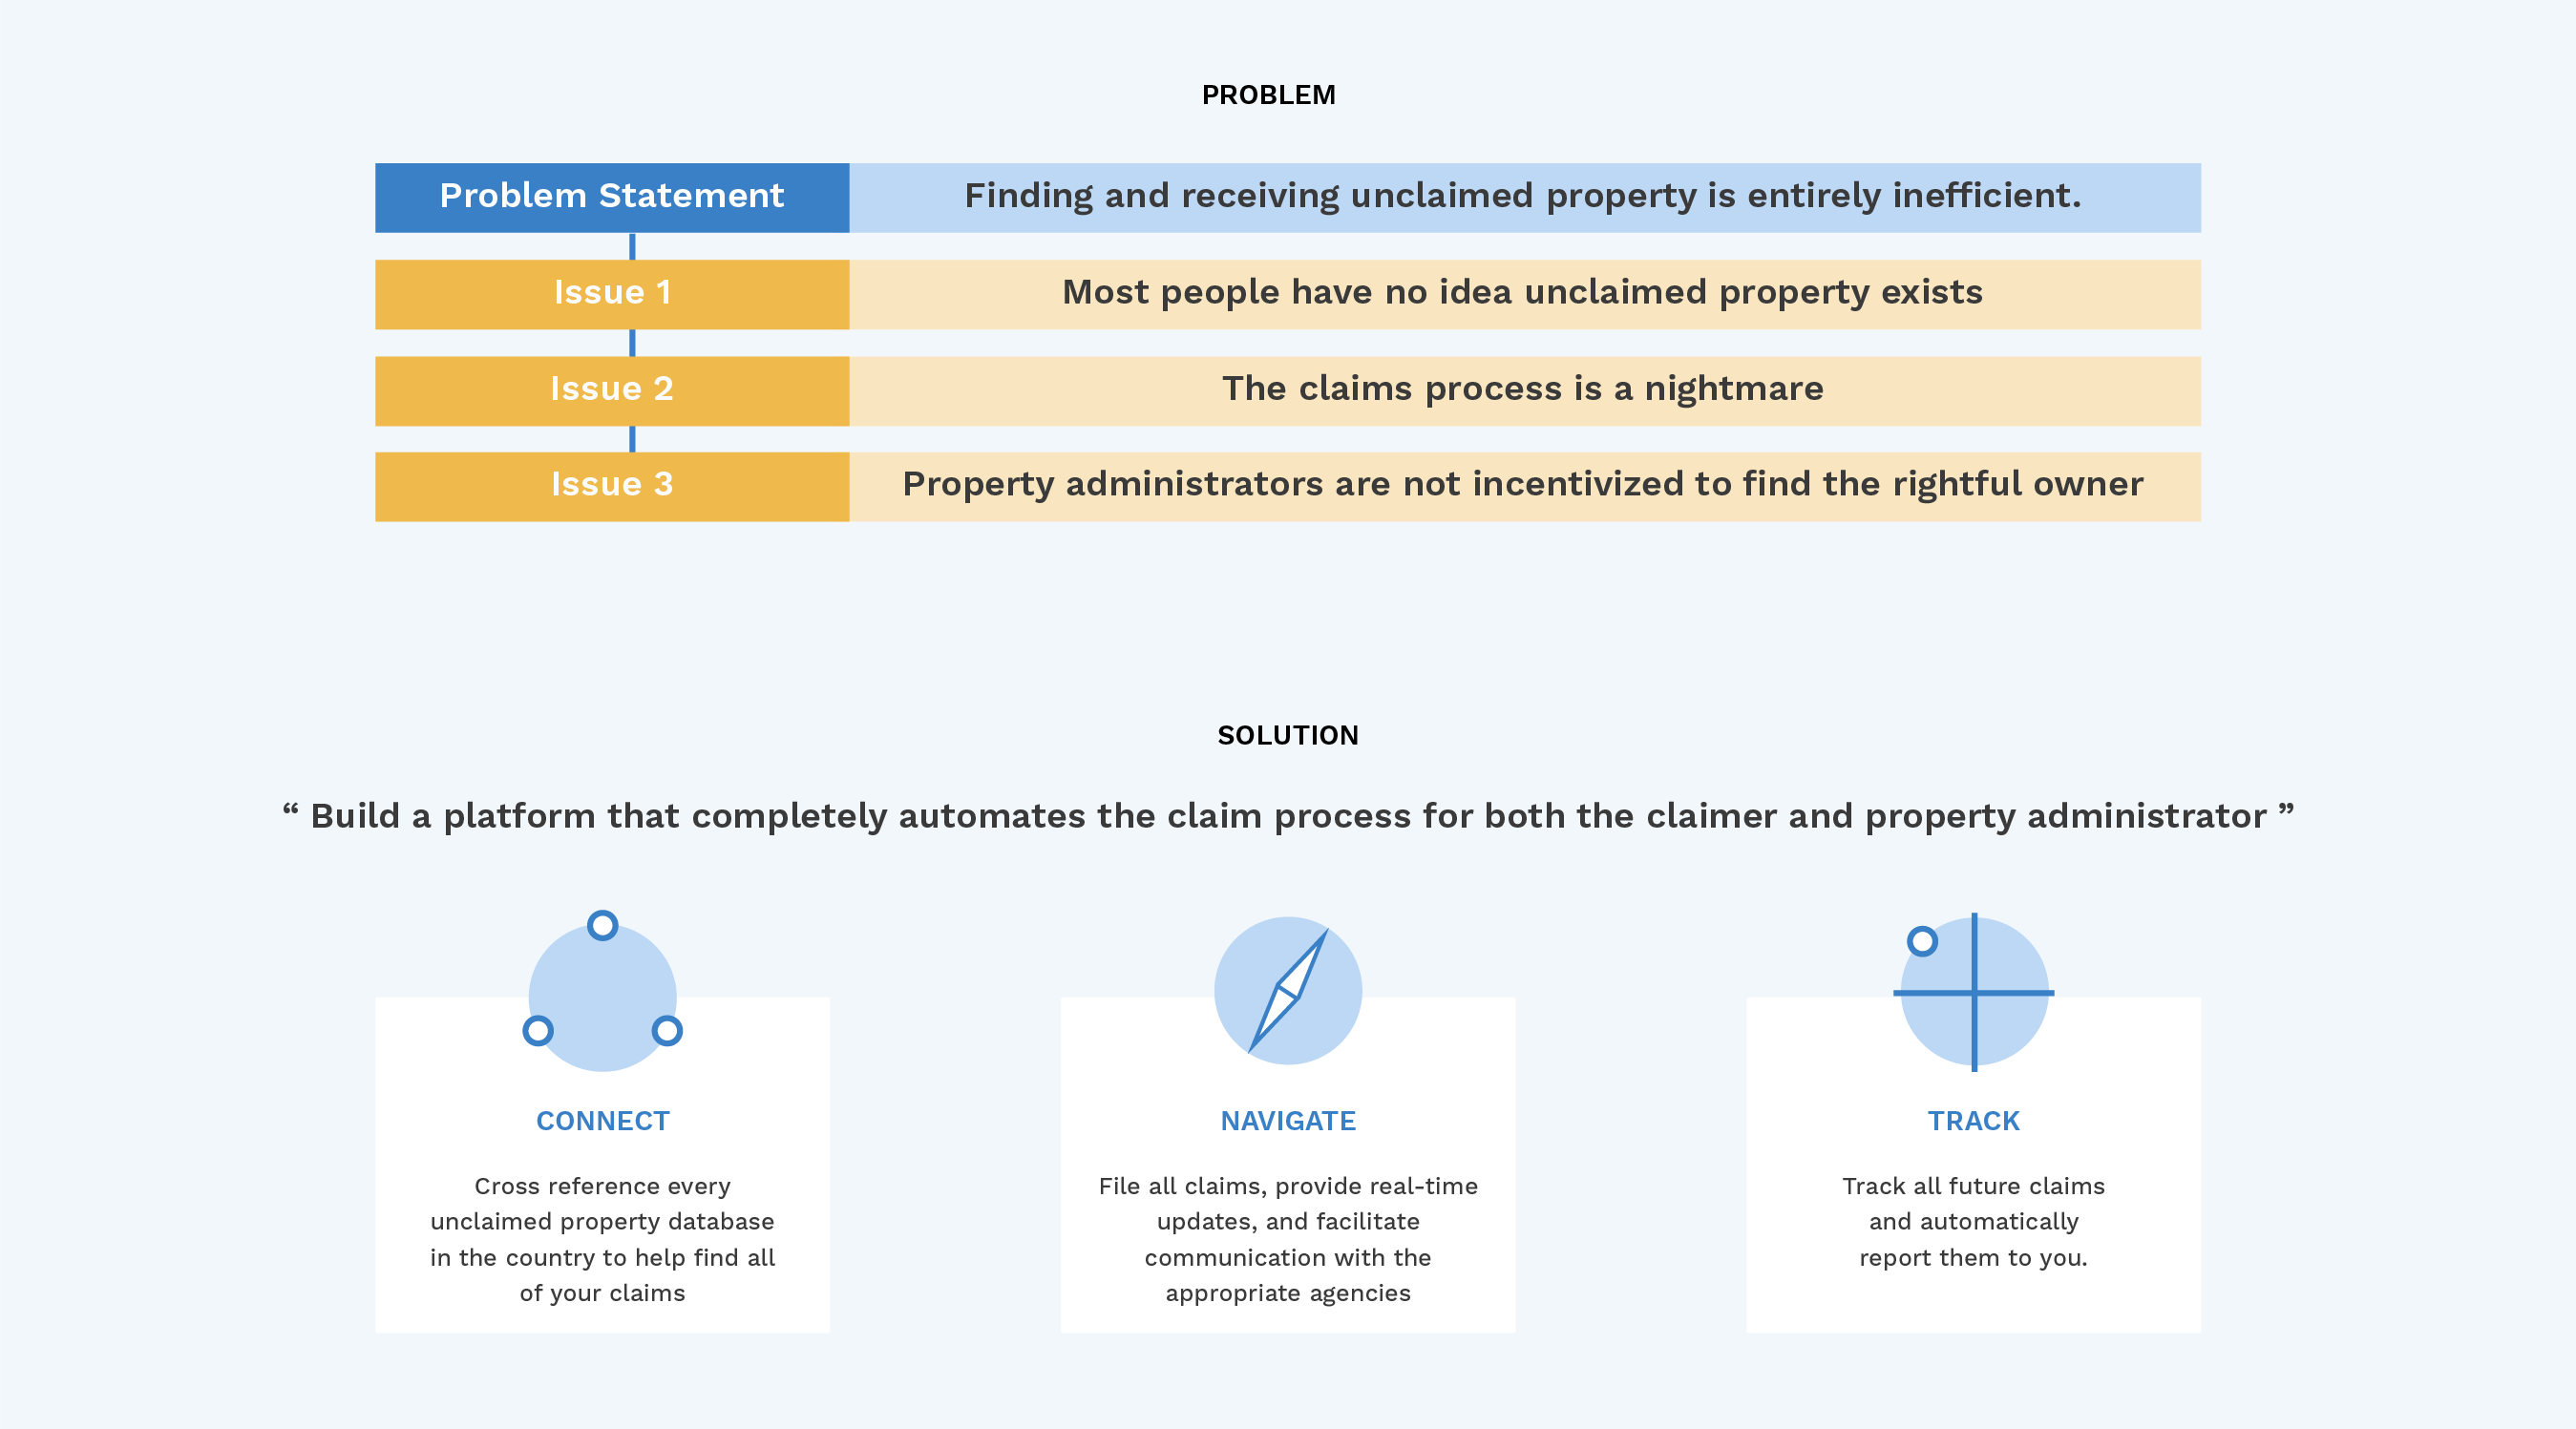 PROBLEM
Problem Statement
Finding and receiving unclaimed property is entirely inefficient.
Issue 1
Most people have no idea unclaimed property exists
Issue 2
The claims process is a nightmare
Issue 3
Property administrators are not incentivized to find the rightful owner
SOLUTION
“ Build a platform that completely automates the claim process for both the claimer and property administrator ”
CONNECT
Cross reference every
unclaimed property database
in the country to help find all
of your claims
NAVIGATE
File all claims, provide real-time
updates, and facilitate
communication with the
appropriate agencies
TRACK
Track all future claims
and automatically
report them to you.